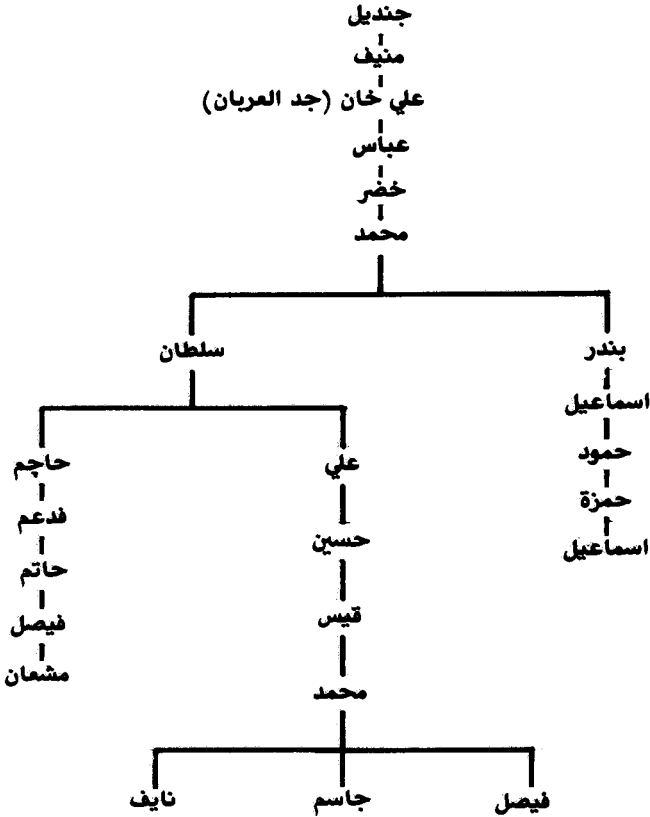 جنديل
منيف
علي خان (جد العربان)
عباس
خضر
محمد
بندر
سلطان
اسماعيل
حمود
حمزة
اسماعيل
علي
حاچم
حسين
فدعم
حاتم
قيس
فيصل
مشعان
محمد
فيصل
جاسم
نايف